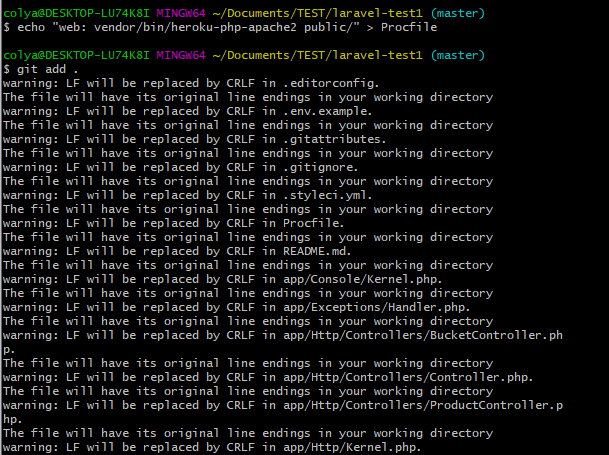 colya@DESKTOP-LU74K8I MINGW64 ~/Documents/TEST/laravel-test1 (master)
$ echo "web: vendor/bin/heroku-php-apache2 public/" > Procfile
colya@DESKTOP-LU74K8I MINGW64 ~/Documents/TEST/laravel-test1 (master)
$ git add .
warning: LF will be replaced by CRLF in .editorconfig.
The file will have its original line endings in your working directory
warning: LF will be replaced by CRLF in .env.example.
The file will have its original line endings in your working directory
warning: LF will be replaced by CRLF in .gitattributes.
The file will have its original line endings in your working directory
warning: LF will be replaced by CRLF in .gitignore.
The file will have its original line endings in your working directory
warning: LF will be replaced by CRLF in .styleci.yml.
The file will have its original line endings in your working directory
warning: LF will be replaced by CRLF in Procfile.
The file will have its original line endings in your working directory
warning: LF will be replaced by CRLF in README.md.
The file will have its original line endings in your working directory
warning: LF will be replaced by CRLF in app/Console/Kernel.php.
The file will have its original line endings in your working directory
warning: LF will be replaced by CRLF in app/Exceptions/Handler.php.
The file will have its original line endings in your working directory
warning: LF will be replaced by CRLF in app/Http/Controllers/BucketController.ph
p.
The file will have its original line endings in your working directory
warning: LF will be replaced by CRLF in app/Http/Controllers/Controller.php.
The file will have its original line endings in your working directory
warning: LF will be replaced by CRLF in app/Http/Controllers/ProductController.p
hp.
The file will have its original line endings in your working directory
warning: LF will be replaced by CRLF in app/Http/Kernel.php.